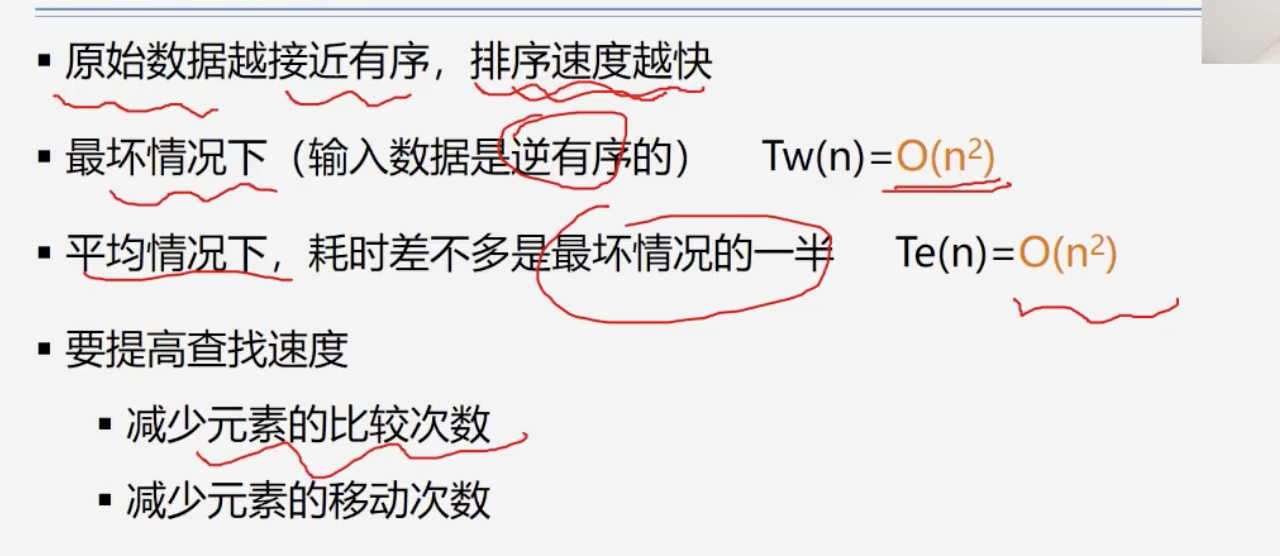 ▪ 原始数据越接近有序，排序速度越快
▪ 最坏情况下（输入数据是逆有序的） Tw(n)=O(n²)
▪ 平均情况下，耗时差不多是最坏情况的一半 Te(n)=O(n²)
▪ 要提高查找速度
▪ 减少元素的比较次数
▪ 减少元素的移动次数